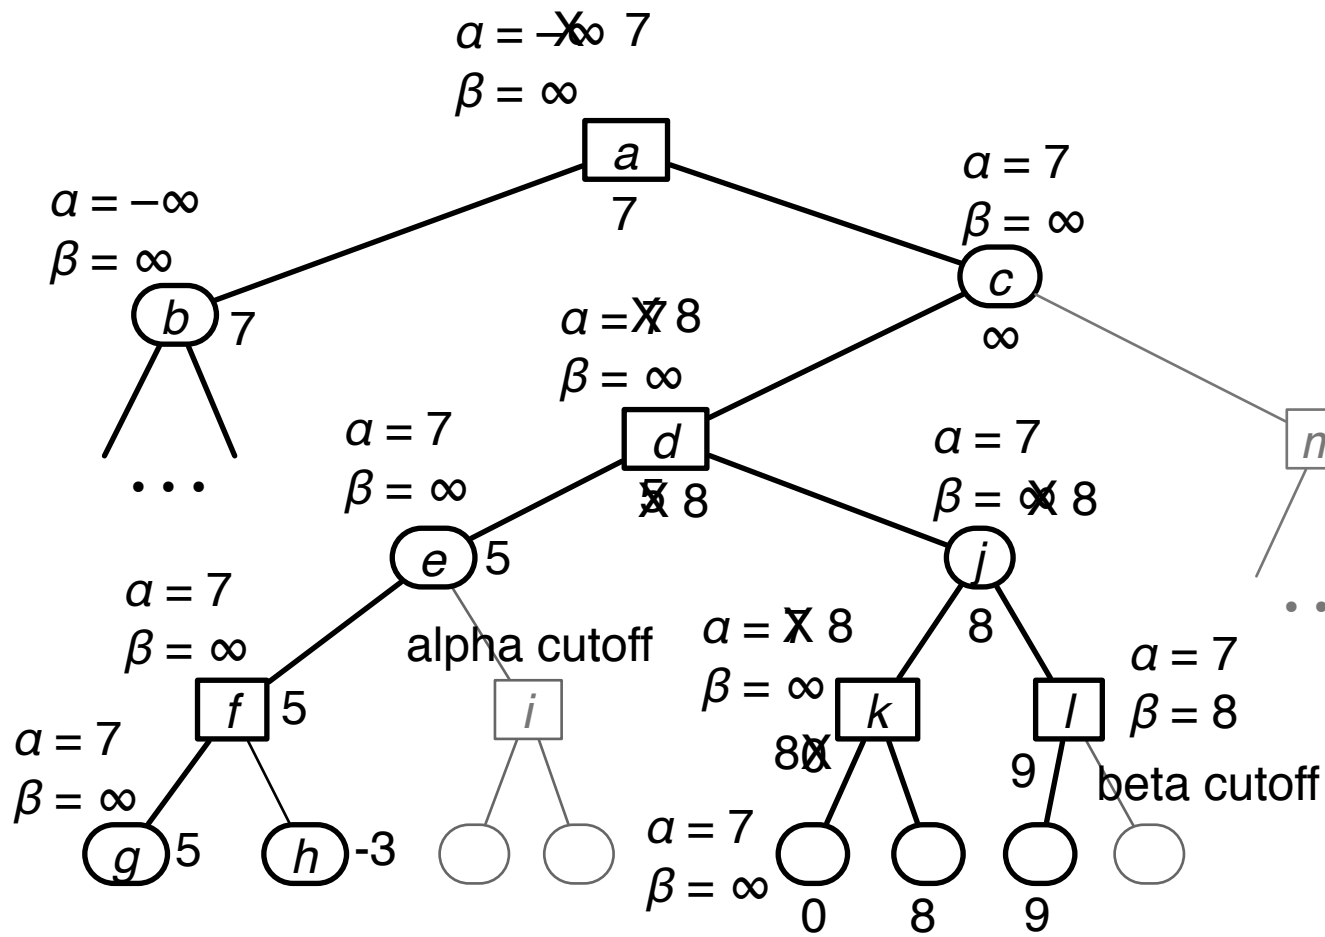 α = –∞ 7
β = ∞
a
7
α = –∞
β = ∞
b
7
. . .
α = 7
β = ∞
c
∞
α = 7 8
β = ∞
d
5 8
α = 7
β = ∞
e
5
α = 7
β = ∞ 8
j
8
α = 7
β = ∞
f
5
alpha cutoff
i
α = 7 8
β = ∞
k
8 0
l
α = 7
β = 8
9
beta cutoff
α = 7
β = ∞
g
5
h
-3
α = 7
β = ∞
0
8
9